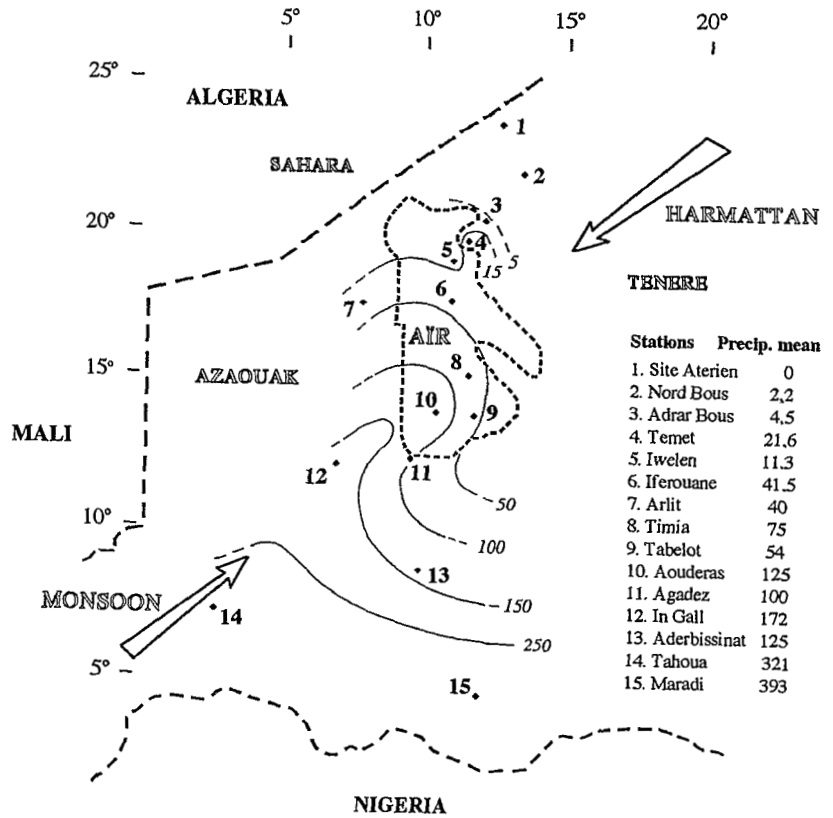 5° 10° 15° 20°
25°
ALGERIA
1
SAHARA
2
20°
3
HARMATTAN
4
5
15 5
TENERE
6
7
AÏR
Stations Precip. mean
15°
8
1. Site Aterien 0
AZAOUAK
2. Nord Bous 2,2
10
9
3. Adrar Bous 4,5
MALI
4. Temet 21,6
12
11
5. Iwelen 11.3
50
6. Iferouane 41.5
10°
7. Arlit 40
100
8. Timia 75
13
9. Tabelot 54
MONSOON
150
10. Aouderas 125
14
11. Agadez 100
250
12. In Gall 172
5°
13. Aderbissinat 125
15
14. Tahoua 321
15. Maradi 393
NIGERIA